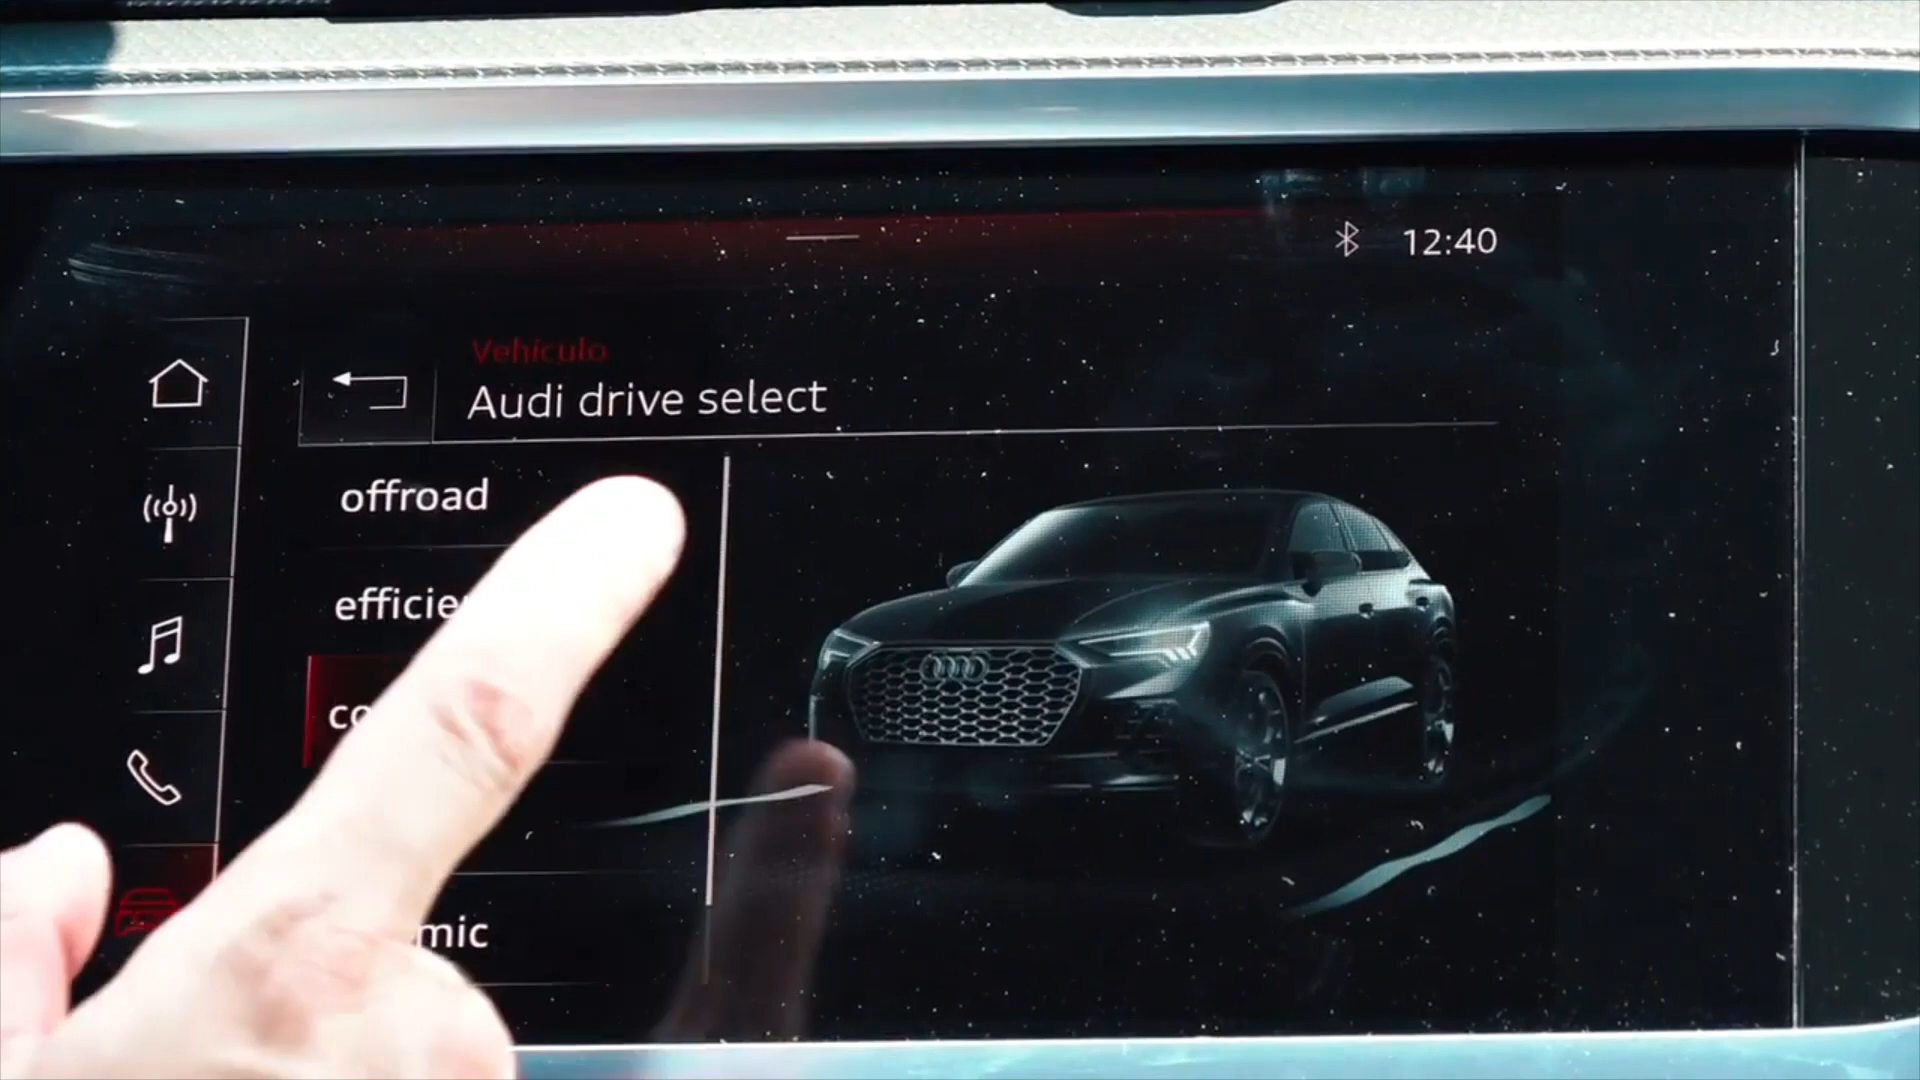 12:40
Vehículo
Audi drive select
offroad
efficie
co
mic